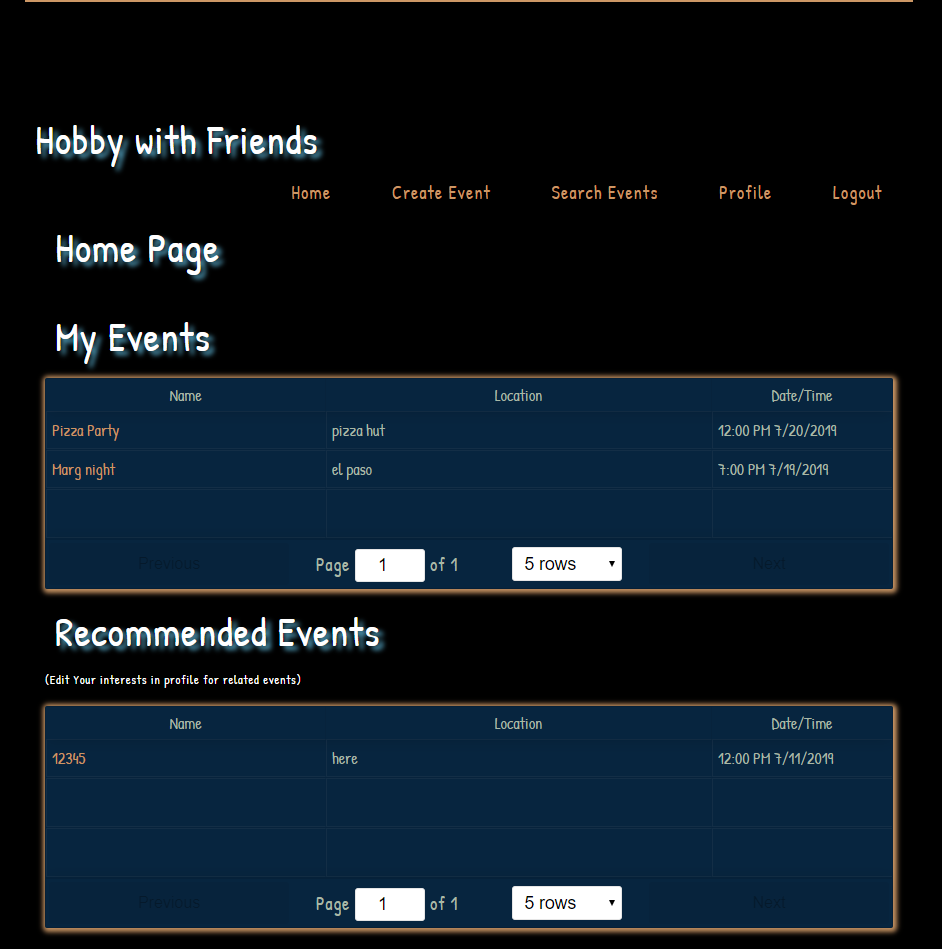 Hobby with Friends
Home Create Event Search Events Profile Logout
Home Page
My Events
Name Location Date/Time
Pizza Party pizza hut 12:00 PM 7/20/2019
Marg night el paso 7:00 PM 7/19/2019
Previous Page 1 of 1 5 rows Next
Recommended Events
(Edit Your interests in profile for related events)
Name Location Date/Time
12345 here 12:00 PM 7/11/2019
Previous Page 1 of 1 5 rows Next